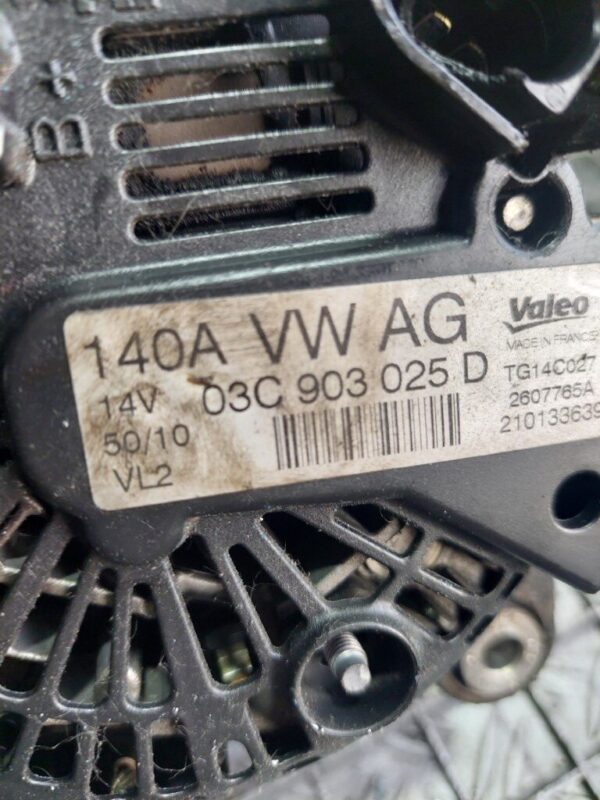 B+
140A VW AG
14V 03C 903 025 D
50/10
VL2
Valeo
MADE IN FRANCE
TG14C027
2607765A
210133639